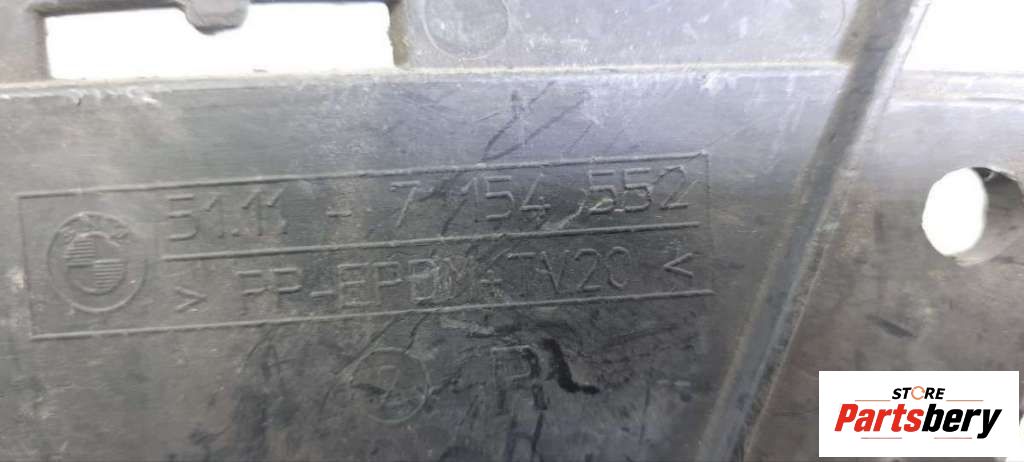 51.11 - 7 154 552
> PP-EPDM-TV20 <
R
STORE
Partsbery